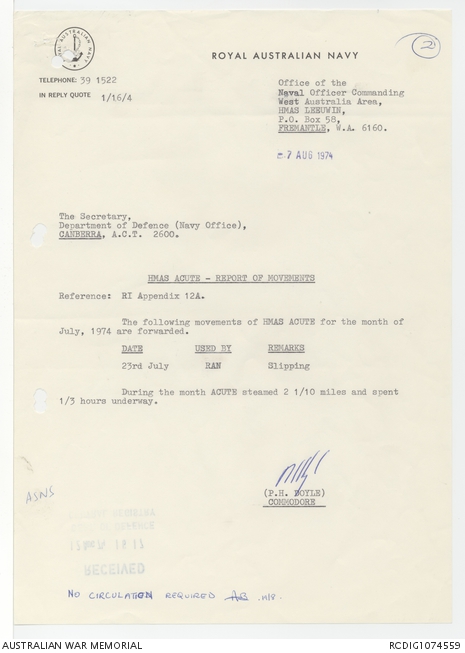 ROYAL AUSTRALIAN NAVY
2
TELEPHONE: 39 1522
IN REPLY QUOTE 1/16/4
Office of the
Naval Officer Commanding
West Australia Area,
HMAS LEEUWIN,
P.O. Box 58,
FREMANTLE, W.A. 6160.
7 AUG 1974
The Secretary,
Department of Defence (Navy Office),
CANBERRA, A.C.T. 2600.
HMAS ACUTE - REPORT OF MOVEMENTS
Reference: RI Appendix 12A.
The following movements of HMAS ACUTE for the month of
July, 1974 are forwarded.
DATE USED BY REMARKS
23rd July RAN Slipping
During the month ACUTE steamed 2 1/10 miles and spent
1/3 hours underway.
(P.H. DOYLE)
COMMODORE
ASNS
RECEIVED
NO CIRCULATION REQUIRED
AUSTRALIAN WAR MEMORIAL
RCDIG1074559